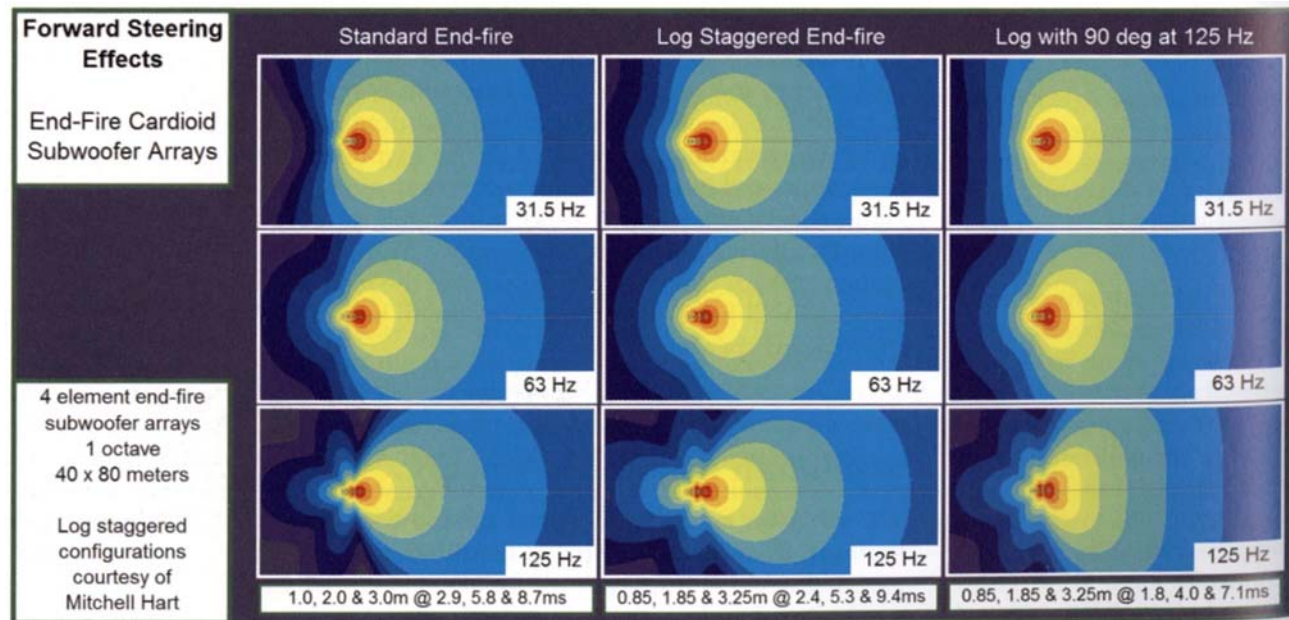 Forward Steering
Effects
End-Fire Cardioid
Subwoofer Arrays
Standard End-fire
Log Staggered End-fire
Log with 90 deg at 125 Hz
31.5 Hz
31.5 Hz
31.5 Hz
63 Hz
63 Hz
63 Hz
4 element end-fire
subwoofer arrays
1 octave
40 x 80 meters
Log staggered
configurations
courtesy of
Mitchell Hart
125 Hz
125 Hz
125 Hz
1.0, 2.0 & 3.0m @ 2.9, 5.8 & 8.7ms
0.85, 1.85 & 3.25m @ 2.4, 5.3 & 9.4ms
0.85, 1.85 & 3.25m @ 1.8, 4.0 & 7.1ms